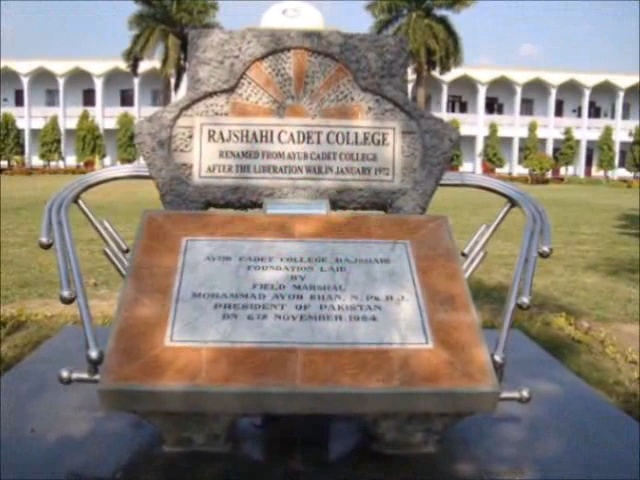 RAJSHAHI CADET COLLEGE
RENAMED FROM AYUB CADET COLLEGE
AFTER THE LIBERATION WAR IN JANUARY 1972
AYUB CADET COLLEGE RAJSHAHI
FOUNDATION LAID
BY
FIELD MARSHAL
MOHAMMAD AYUB KHAN, N. PK. H. J.
PRESIDENT OF PAKISTAN
ON 6TH NOVEMBER. 1964